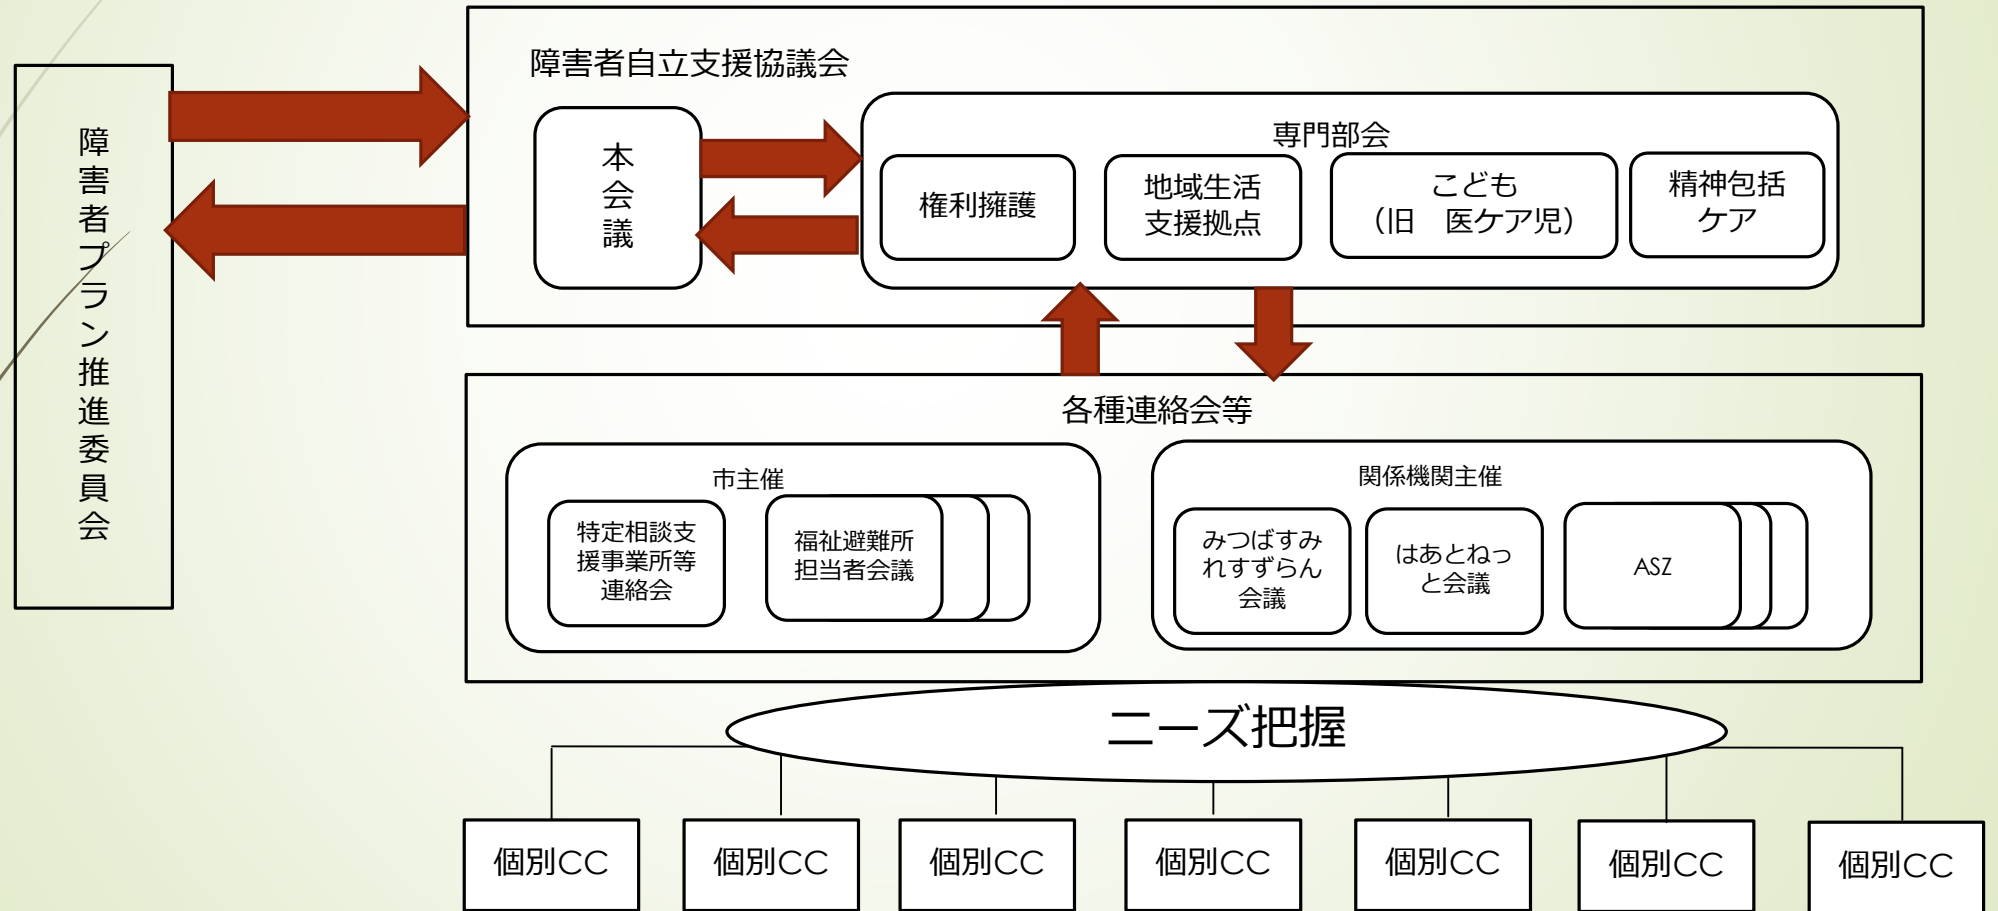 障害者プラン推進委員会
障害者自立支援協議会
本会議
専門部会
権利擁護
地域生活
支援拠点
こども
（旧　医ケア児）
精神包括
ケア
各種連絡会等
市主催
特定相談支
援事業所等
連絡会
福祉避難所
担当者会議
関係機関主催
みつばすみ
れすずらん
会議
はあとねっ
と会議
ASZ
ニーズ把握
個別CC
個別CC
個別CC
個別CC
個別CC
個別CC
個別CC